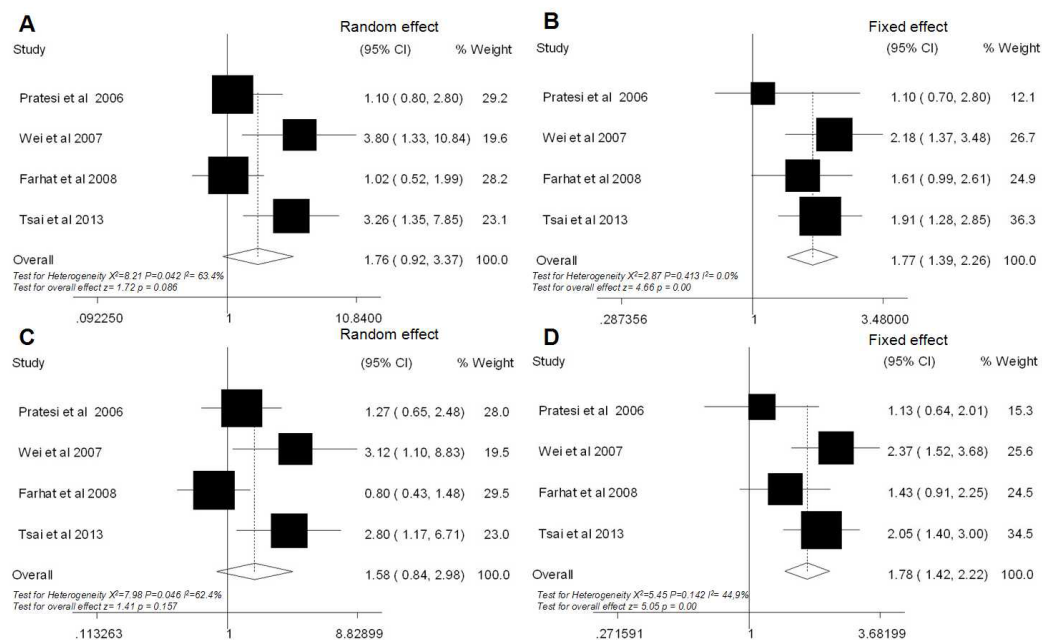 A
Random effect
Study (95% CI) % Weight
Pratesi et al 2006 1.10 ( 0.80, 2.80) 29.2
Wei et al 2007 3.80 ( 1.33, 10.84) 19.6
Farhat et al 2008 1.02 ( 0.52, 1.99) 28.2
Tsai et al 2013 3.26 ( 1.35, 7.85) 23.1
Overall 1.76 ( 0.92, 3.37) 100.0
Test for Heterogeneity X²=8.21 P=0.042 I²= 63.4%
Test for overall effect z= 1.72 p = 0.086
.092250 1 10.8400
B
Fixed effect
Study (95% CI) % Weight
Pratesi et al 2006 1.10 ( 0.70, 2.80) 12.1
Wei et al 2007 2.18 ( 1.37, 3.48) 26.7
Farhat et al 2008 1.61 ( 0.99, 2.61) 24.9
Tsai et al 2013 1.91 ( 1.28, 2.85) 36.3
Overall 1.77 ( 1.39, 2.26) 100.0
Test for Heterogeneity X²=2.87 P=0.413 I²= 0.0%
Test for overall effect z= 4.66 p = 0.00
.287356 1 3.48000
C
Random effect
Study (95% CI) % Weight
Pratesi et al 2006 1.27 ( 0.65, 2.48) 28.0
Wei et al 2007 3.12 ( 1.10, 8.83) 19.5
Farhat et al 2008 0.80 ( 0.43, 1.48) 29.5
Tsai et al 2013 2.80 ( 1.17, 6.71) 23.0
Overall 1.58 ( 0.84, 2.98) 100.0
Test for Heterogeneity X²=7.98 P=0.046 I²=62.4%
Test for overall effect z= 1.41 p = 0.157
.113263 1 8.82899
D
Fixed effect
Study (95% CI) % Weight
Pratesi et al 2006 1.13 ( 0.64, 2.01) 15.3
Wei et al 2007 2.37 ( 1.52, 3.68) 25.6
Farhat et al 2008 1.43 ( 0.91, 2.25) 24.5
Tsai et al 2013 2.05 ( 1.40, 3.00) 34.5
Overall 1.78 ( 1.42, 2.22) 100.0
Test for Heterogeneity X²=5.45 P=0.142 I²= 44,9%
Test for overall effect z= 5.05 p = 0.00
.271591 1 3.68199